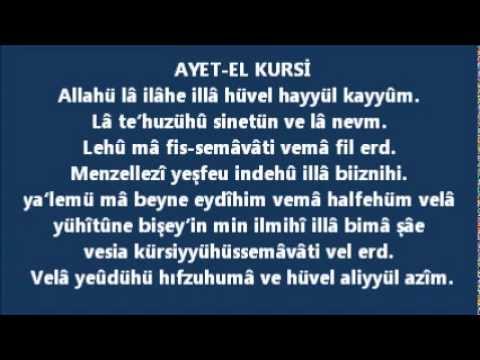 AYET-EL KURSİ
Allahü lâ ilâhe illâ hüvel hayyül kayyûm.
Lâ te’huzühû sinetün ve lâ nevm.
Lehû mâ fis-semâvâti vemâ fil erd.
Menzellezî yeşfeu indehû illâ biiznihi.
ya’lemü mâ beyne eydîhim vemâ halfehüm velâ
yühîtûne bişey’in min ilmihî illâ bimâ şâe
vesia kürsiyyühüssemâvâti vel erd.
Velâ yeûdühü hıfzuhumâ ve hüvel aliyyül azîm.